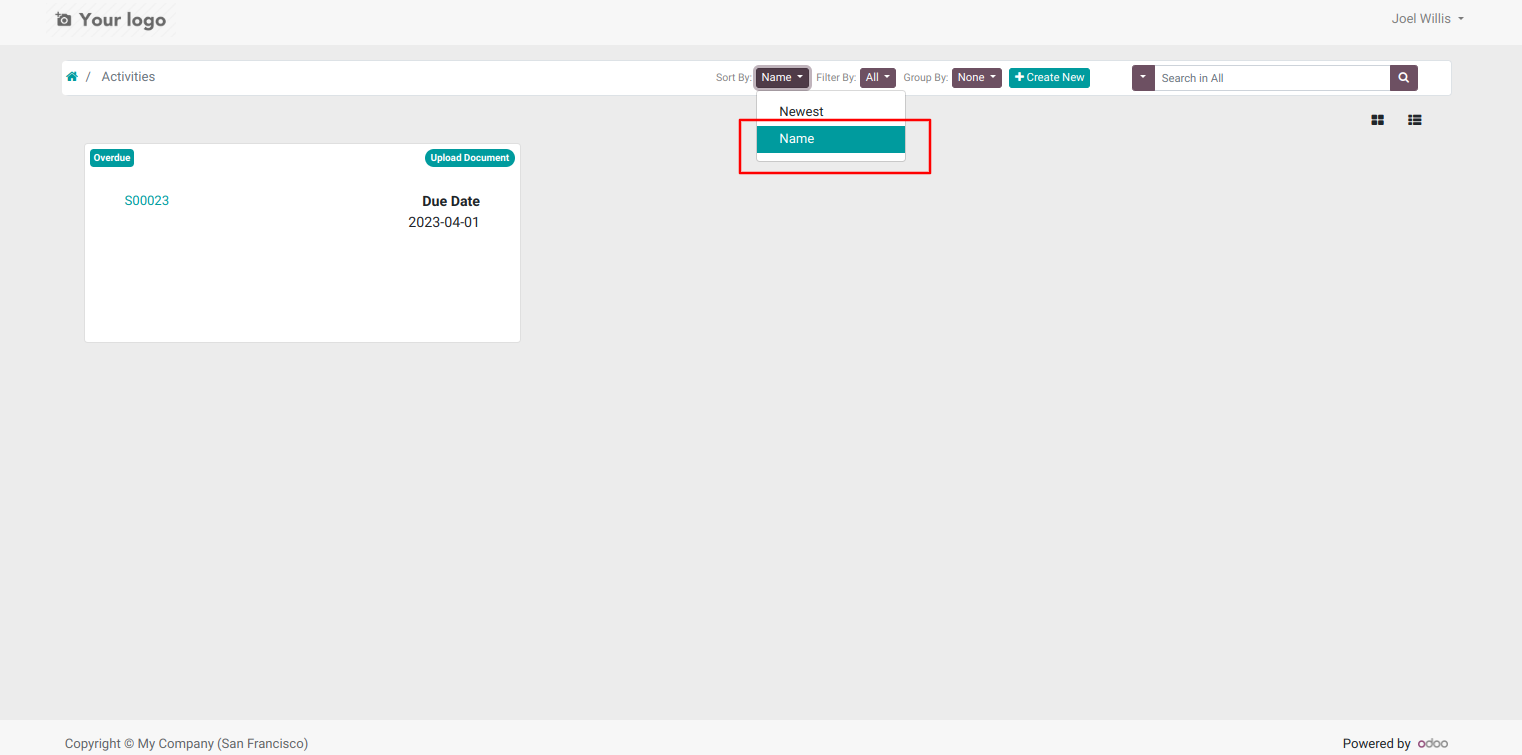 Your logo
Joel Willis
/ Activities
Sort By: Name Filter By: All Group By: None + Create New Search in All
Newest
Name
Overdue Upload Document
S00023 Due Date
2023-04-01
Copyright © My Company (San Francisco)
Powered by odoo